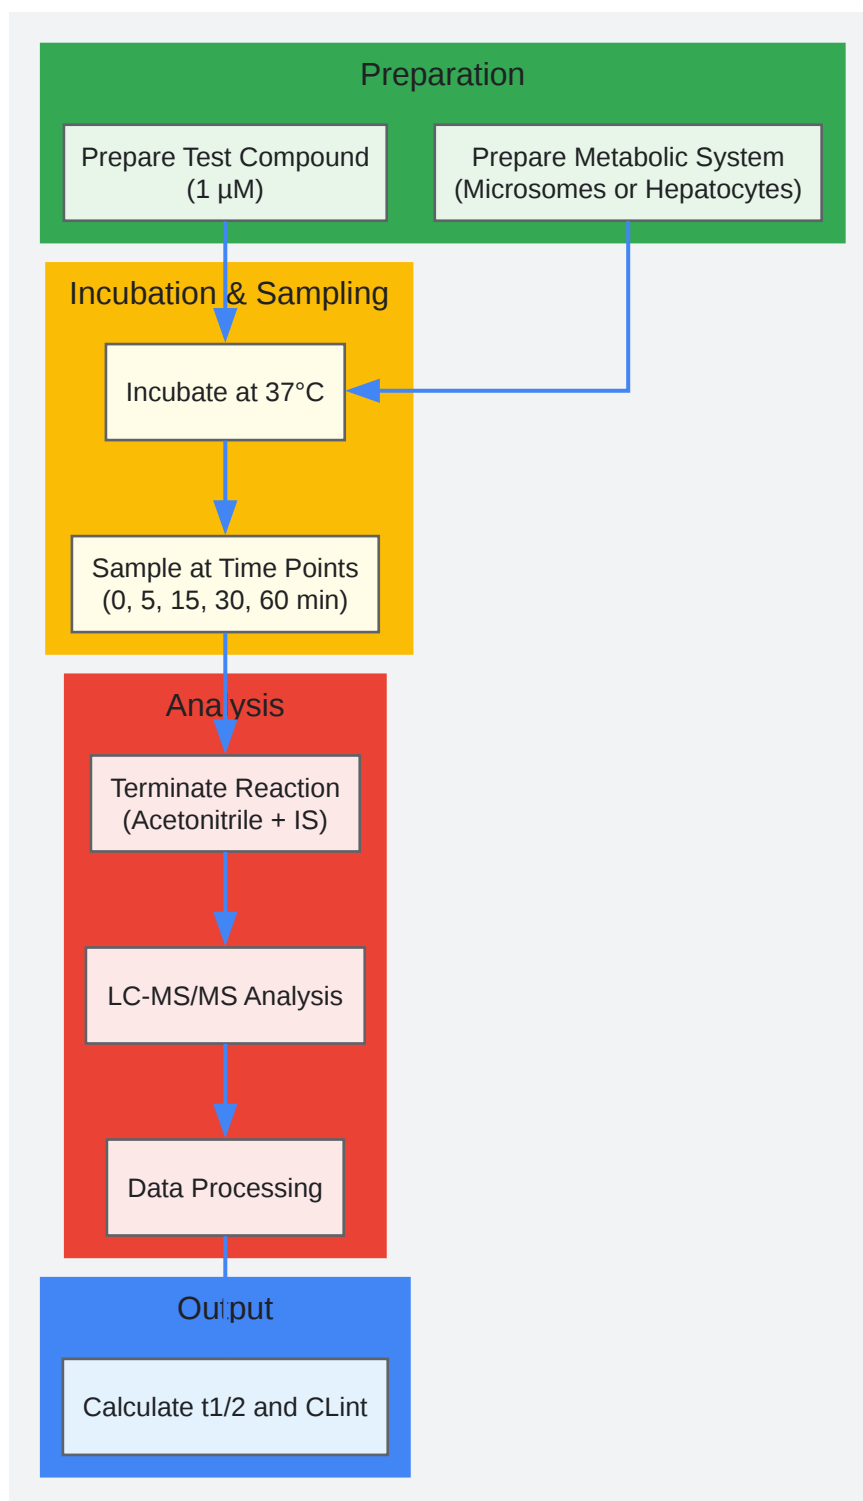 Preparation
Prepare Test Compound
(1 µM)
Prepare Metabolic System
(Microsomes or Hepatocytes)
Incubation & Sampling
Incubate at 37°C
Sample at Time Points
(0, 5, 15, 30, 60 min)
Analysis
Terminate Reaction
(Acetonitrile + IS)
LC-MS/MS Analysis
Data Processing
Output
Calculate t1/2 and CLint